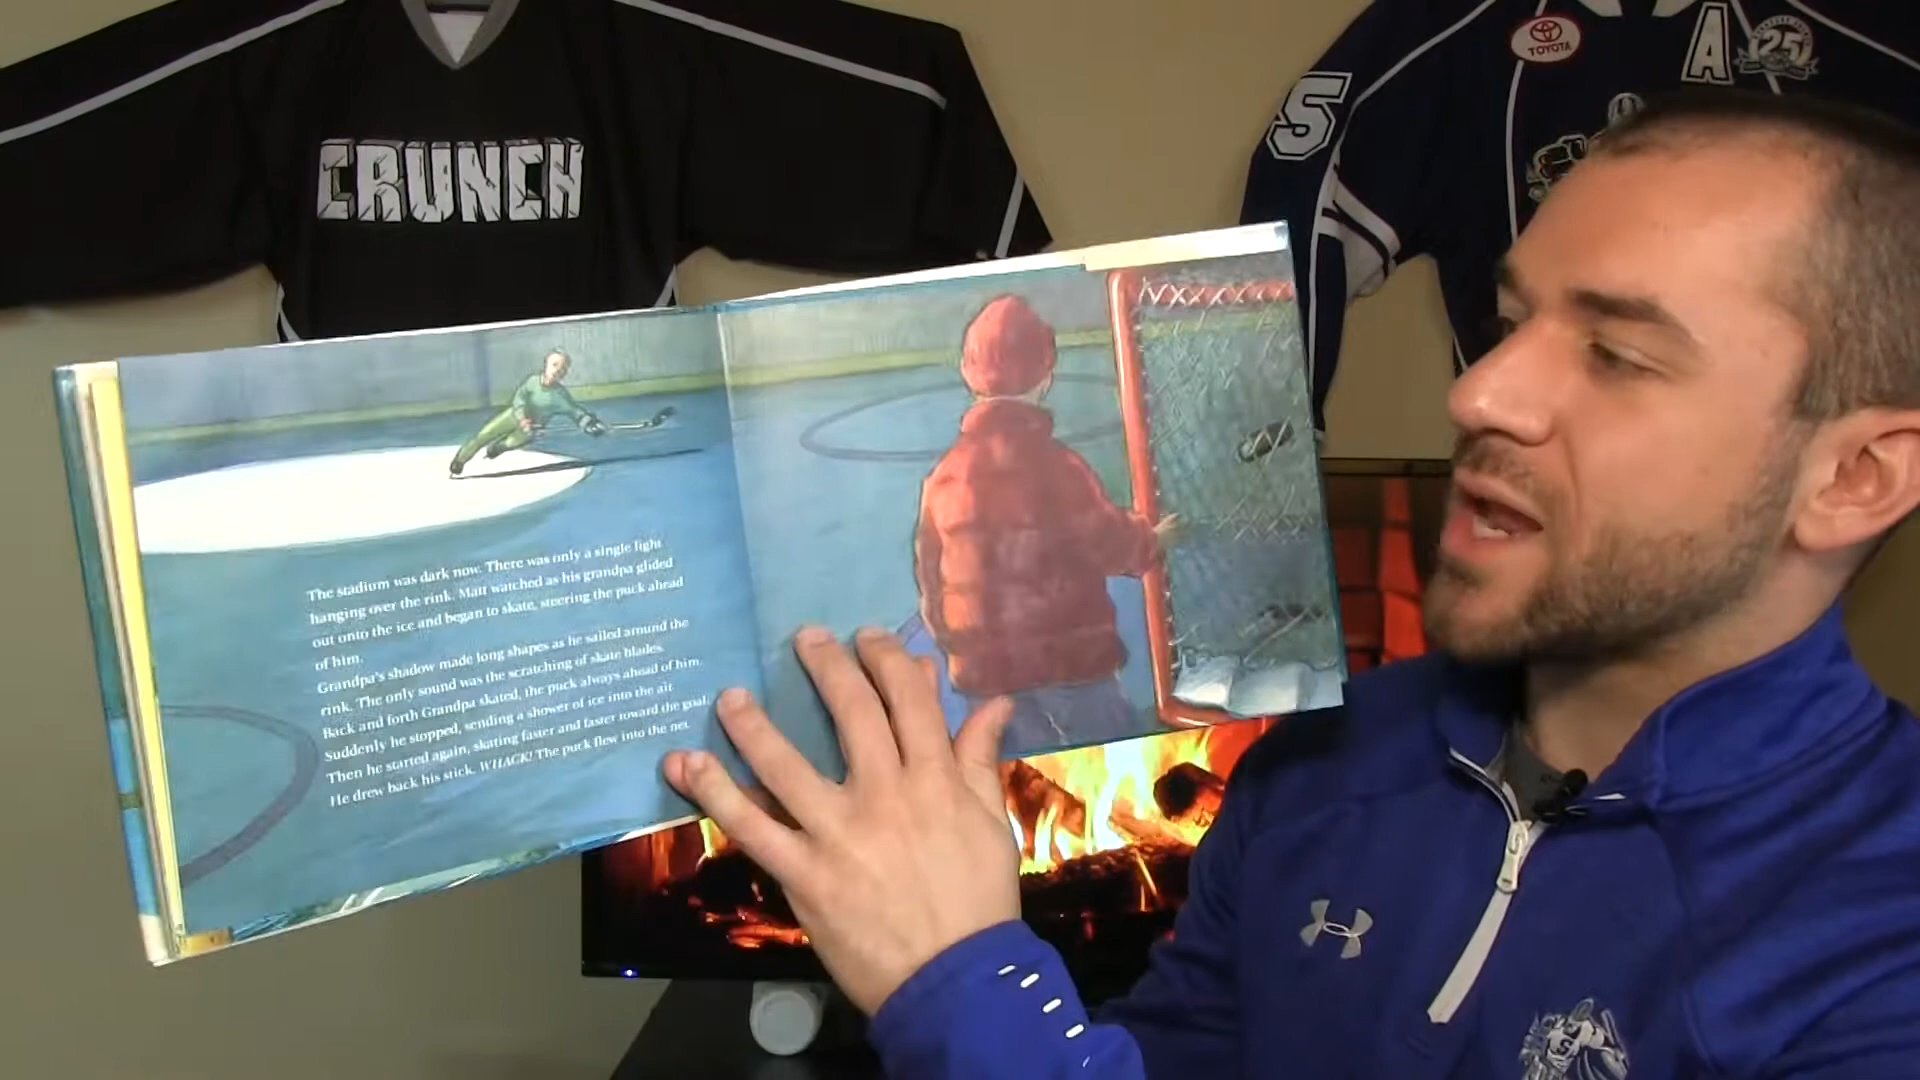 CRUNCH
S
TOYOTA
A
25
The stadium was dark now. There was only a single light
hanging over the rink. Matt watched as his grandpa glided
out onto the ice and began to skate, steering the puck ahead
of him.
Grandpa's shadow made long shapes as he sailed around the
rink. The only sound was the scratching of skate blades.
Back and forth Grandpa skated, the puck always ahead of him.
Suddenly he stopped, sending a shower of ice into the air.
Then he started again, skating faster and faster toward the goal.
He drew back his stick. WHACK! The puck flew into the net.
S